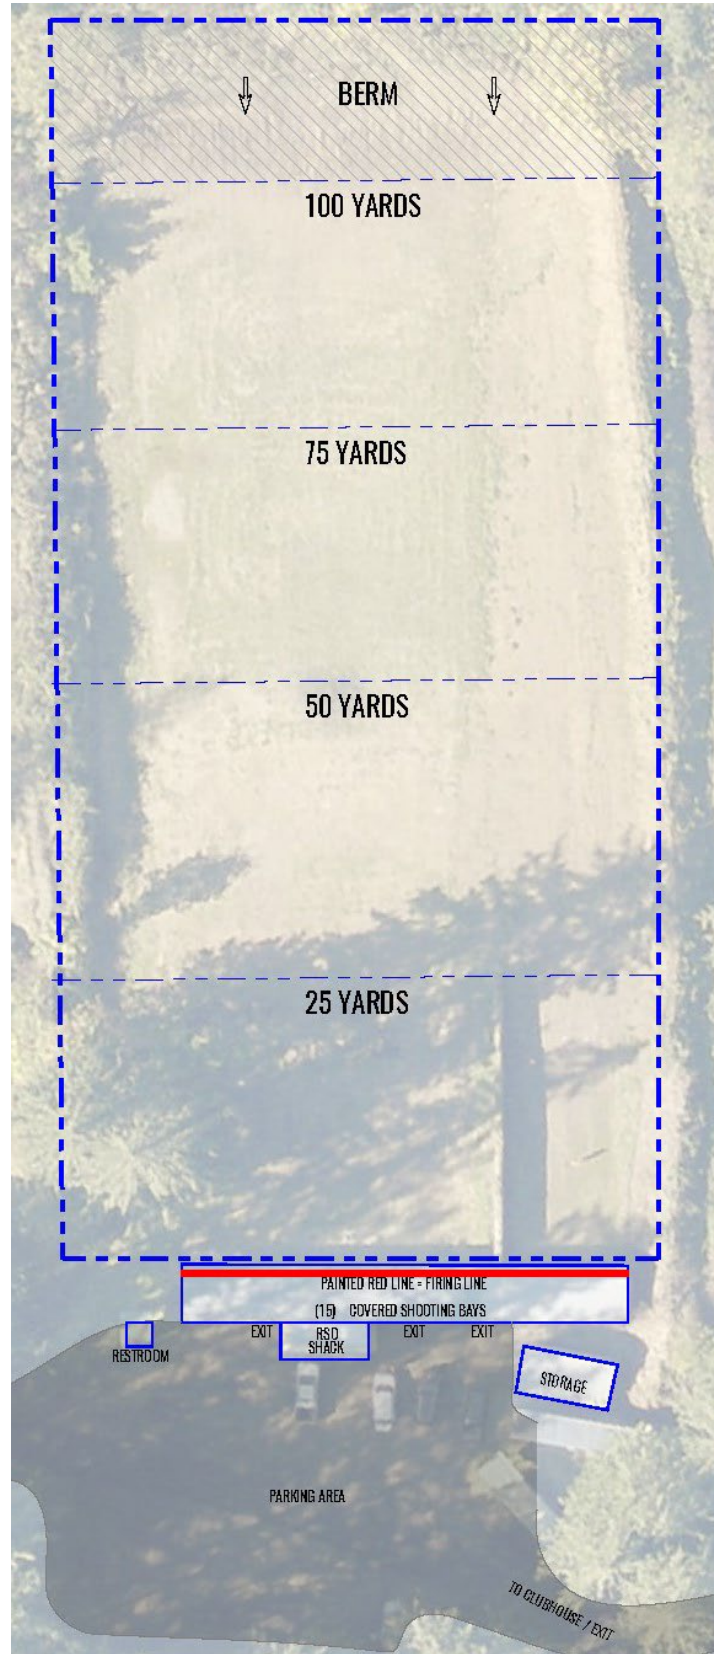 BERM
100 YARDS
75 YARDS
50 YARDS
25 YARDS
PAINTED RED LINE = FIRING LINE
(15) COVERED SHOOTING BAYS
EXIT
RSO
SHACK
EXIT
EXIT
RESTROOM
STORAGE
PARKING AREA
TO CLUBHOUSE / EXIT